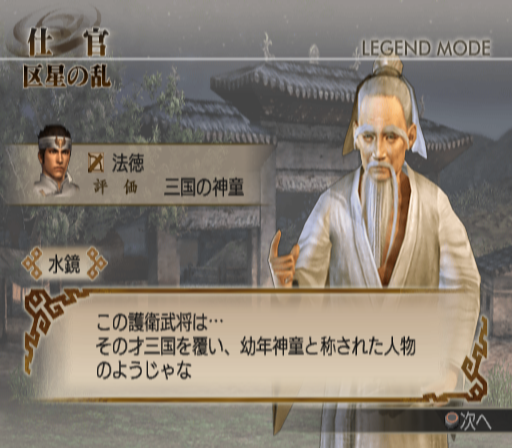 仕官
LEGEND MODE
区星の乱
法徳
評価 三国の神童
水鏡
この護衛武将は…
その才三国を覆い、幼年神童と称された人物
のようじゃな
次へ